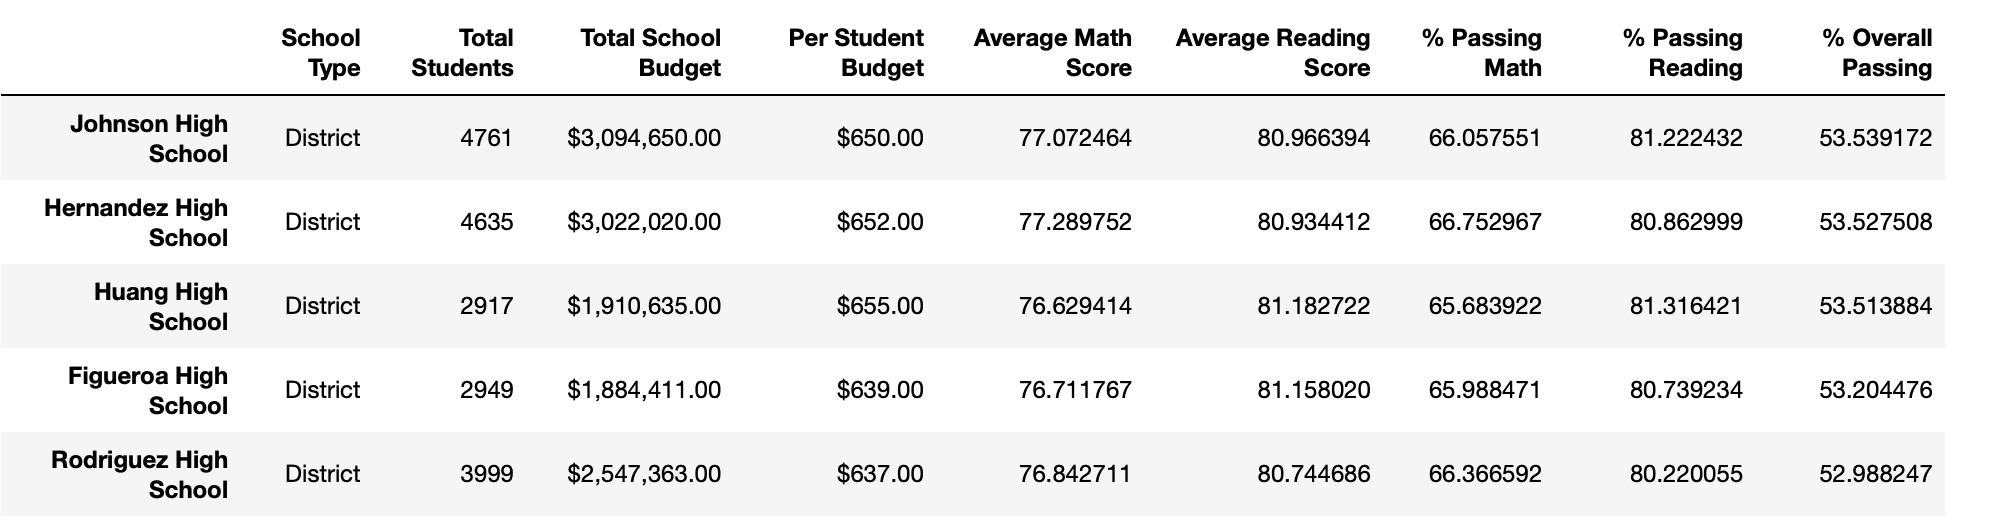 School Type Total Students Total School Budget Per Student Budget Average Math Score Average Reading Score % Passing Math % Passing Reading % Overall Passing
Johnson High School District 4761 $3,094,650.00 $650.00 77.072464 80.966394 66.057551 81.222432 53.539172
Hernandez High School District 4635 $3,022,020.00 $652.00 77.289752 80.934412 66.752967 80.862999 53.527508
Huang High School District 2917 $1,910,635.00 $655.00 76.629414 81.182722 65.683922 81.316421 53.513884
Figueroa High School District 2949 $1,884,411.00 $639.00 76.711767 81.158020 65.988471 80.739234 53.204476
Rodriguez High School District 3999 $2,547,363.00 $637.00 76.842711 80.744686 66.366592 80.220055 52.988247